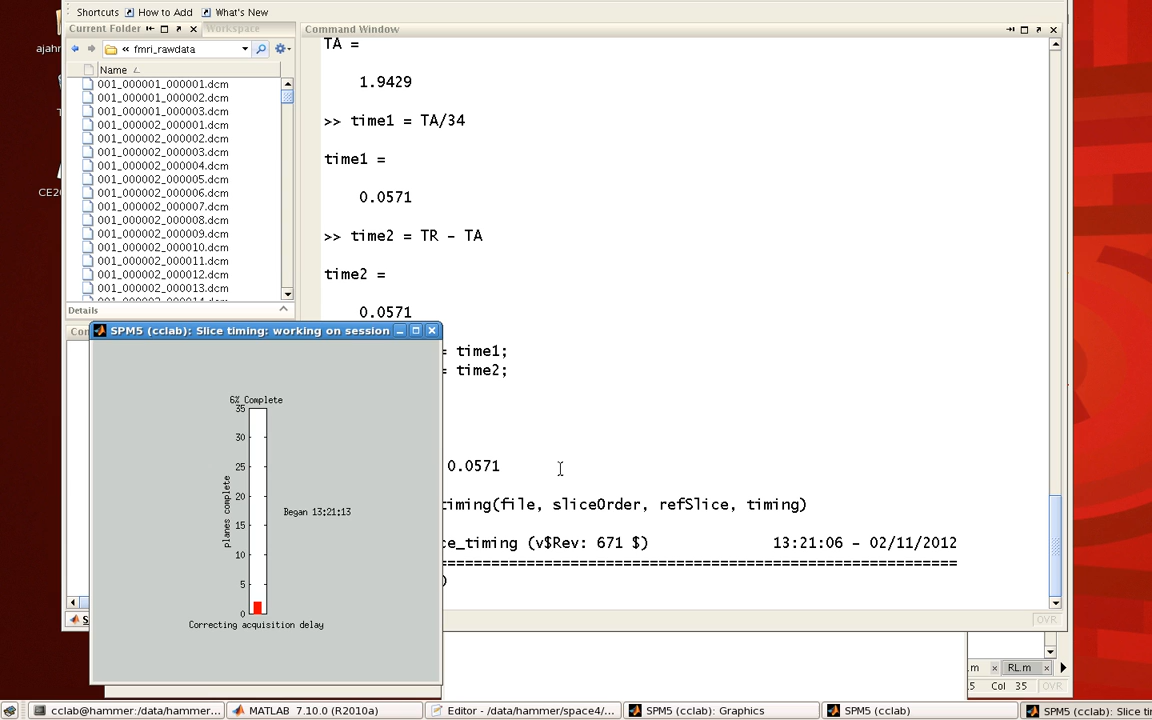 Shortcuts How to Add What's New
Current Folder
Workspace
Command Window
ajahr
fmri_rawdata
Name
001_000001_000001.dcm
001_000001_000002.dcm
001_000001_000003.dcm
001_000002_000001.dcm
001_000002_000002.dcm
001_000002_000003.dcm
001_000002_000004.dcm
001_000002_000005.dcm
001_000002_000006.dcm
001_000002_000007.dcm
001_000002_000008.dcm
001_000002_000009.dcm
001_000002_000010.dcm
001_000002_000011.dcm
001_000002_000012.dcm
001_000002_000013.dcm
Details
TA =
1.9429
>> time1 = TA/34
time1 =
0.0571
>> time2 = TR - TA
time2 =
0.0571
= time1;
= time2;
0.0571
timing(file, sliceOrder, refSlice, timing)
ce_timing (v$Rev: 671 $) 13:21:06 - 02/11/2012
==================================================
)
SPM5 (cclab): Slice timing: working on session
6% Complete
35
30
25
20
15
10
5
0
planes complete
Began 13:21:13
Correcting acquisition delay
OVR
.m RL.m
5 Col 35 OVR
cclab@hammer:/data/hammer...
MATLAB 7.10.0 (R2010a)
Editor - /data/hammer/space4/...
SPM5 (cclab): Graphics
SPM5 (cclab)
SPM5 (cclab): Slice ti